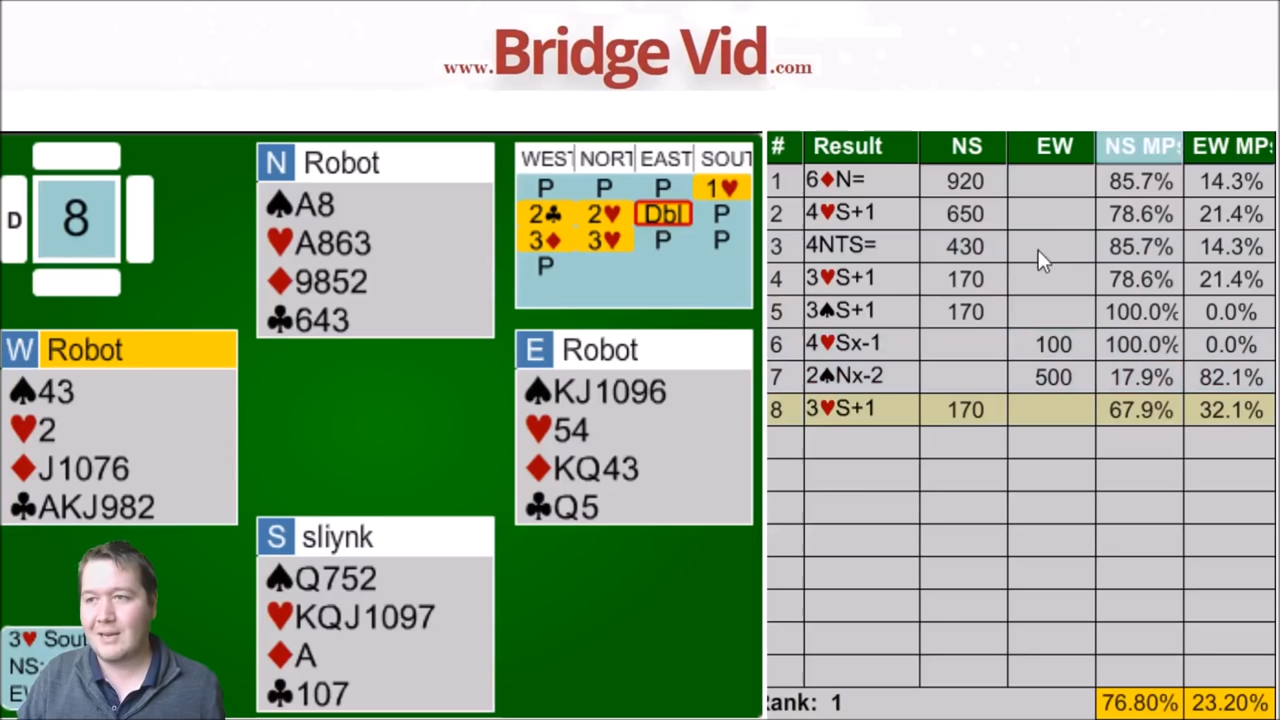 www.Bridge Vid.com
D
8
N Robot
♠A8
♥A863
♦9852
♣643
WEST NORT EAST SOUT
P P P 1♥
2♣ 2♥ Dbl P
3♦ 3♥ P P
P
W Robot
♠43
♥2
♦J1076
♣AKJ982
E Robot
♠KJ1096
♥54
♦KQ43
♣Q5
S sliynk
♠Q752
♥KQJ1097
♦A
♣107
3♥ Sou
NS:
# Result NS EW NS MPs EW MPs
1 6♦N= 920 85.7% 14.3%
2 4♥S+1 650 78.6% 21.4%
3 4NTS= 430 85.7% 14.3%
4 3♥S+1 170 78.6% 21.4%
5 3♠S+1 170 100.0% 0.0%
6 4♥Sx-1 100 100.0% 0.0%
7 2♠Nx-2 500 17.9% 82.1%
8 3♥S+1 170 67.9% 32.1%
Rank: 1 76.80% 23.20%